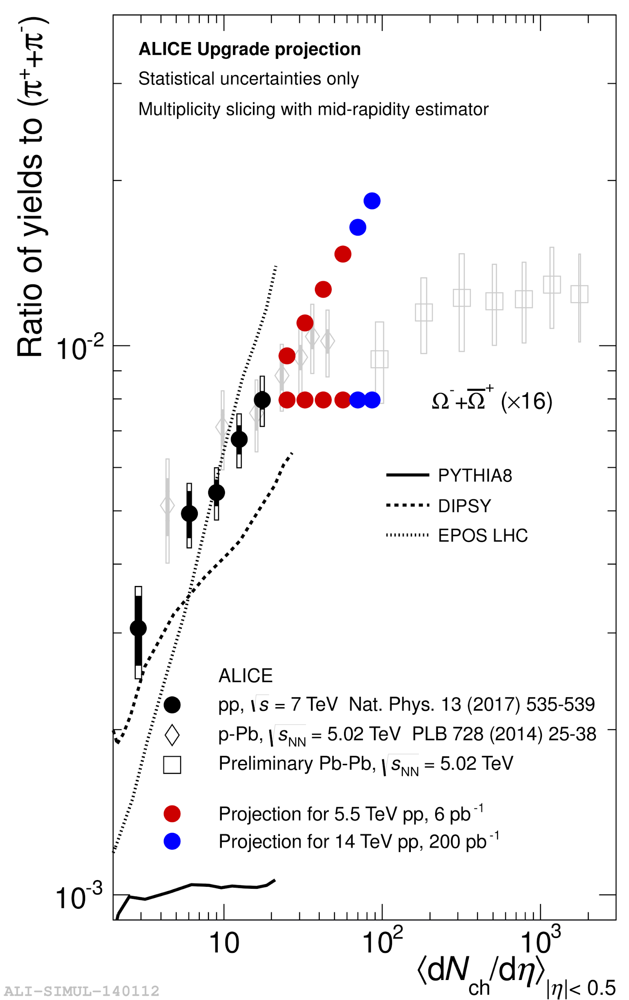 Ratio of yields to (π⁺+π⁻)
ALICE Upgrade projection
Statistical uncertainties only
Multiplicity slicing with mid-rapidity estimator
10⁻²
Ω⁻+Ω̅⁺ (×16)
PYTHIA8
DIPSY
EPOS LHC
ALICE
pp, √s = 7 TeV Nat. Phys. 13 (2017) 535-539
p-Pb, √sNN = 5.02 TeV PLB 728 (2014) 25-38
Preliminary Pb-Pb, √sNN = 5.02 TeV
Projection for 5.5 TeV pp, 6 pb⁻¹
Projection for 14 TeV pp, 200 pb⁻¹
10⁻³
10 10² 10³
⟨dNch/dη⟩|η|< 0.5
ALI-SIMUL-140112